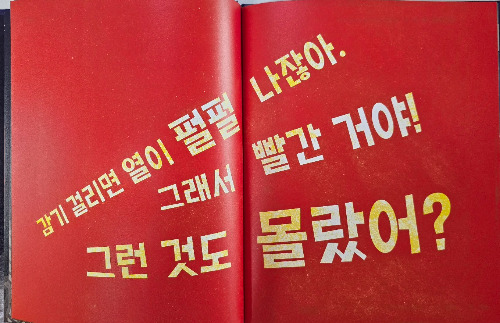 감기 걸리면 열이 펄펄 나잖아.
그래서 빨간 거야!
그런 것도 몰랐어?